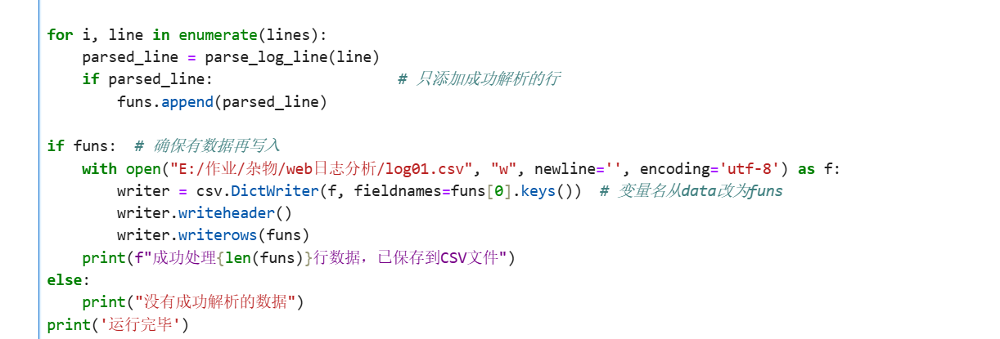 for i, line in enumerate(lines):
    parsed_line = parse_log_line(line)
    if parsed_line:                     # 只添加成功解析的行
        funs.append(parsed_line)

if funs:  # 确保有数据再写入
    with open("E:/作业/杂物/web日志分析/log01.csv", "w", newline='', encoding='utf-8') as f:
        writer = csv.DictWriter(f, fieldnames=funs[0].keys())  # 变量名从data改为funs
        writer.writeheader()
        writer.writerows(funs)
    print(f"成功处理{len(funs)}行数据，已保存到CSV文件")
else:
    print("没有成功解析的数据")
print('运行完毕')